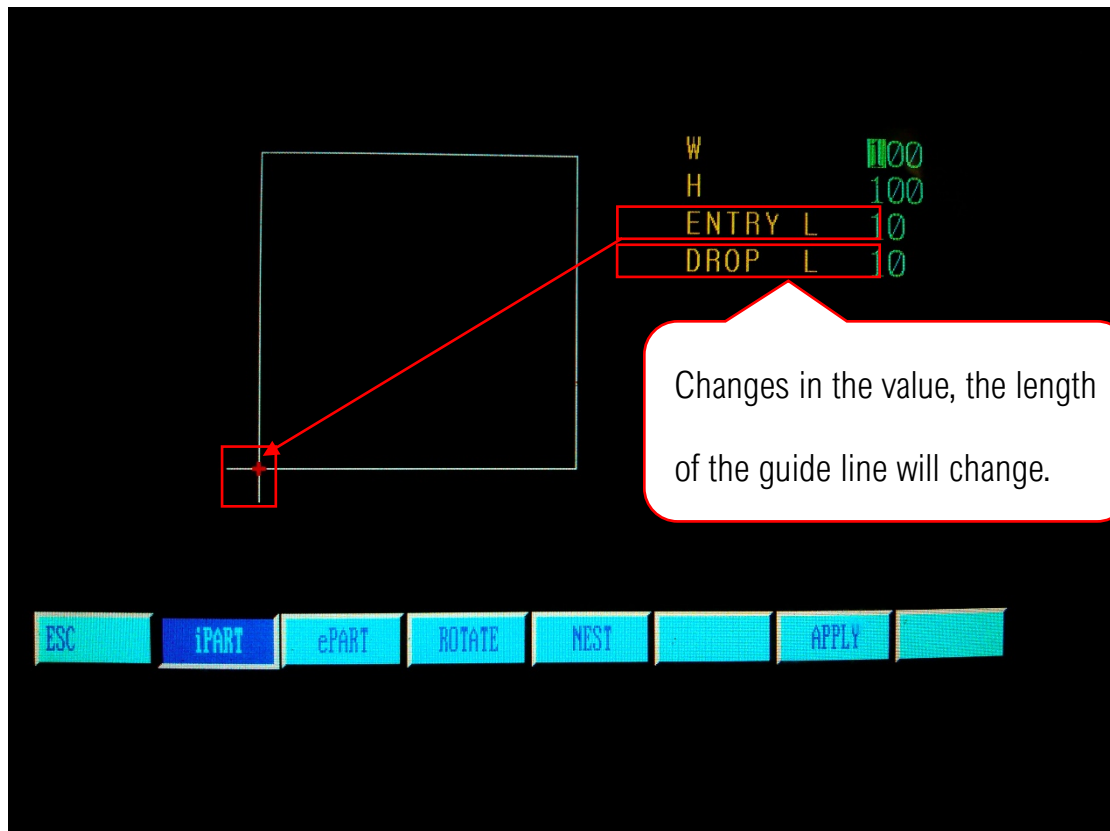 W 100
H 100
ENTRY L 10
DROP L 10
Changes in the value, the length
of the guide line will change.
ESC iPART ePART ROTATE NEST APPLY